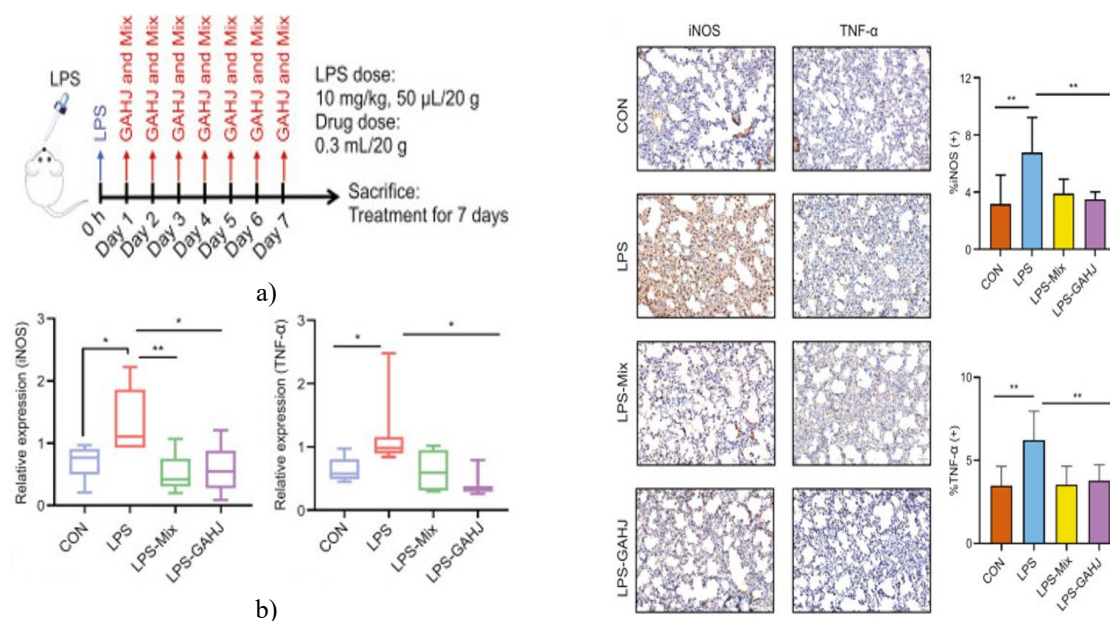 LPS
LPS
GAHJ and Mix
GAHJ and Mix
GAHJ and Mix
GAHJ and Mix
GAHJ and Mix
GAHJ and Mix
GAHJ and Mix
LPS dose:
10 mg/kg, 50 µL/20 g
Drug dose:
0.3 mL/20 g
0 h
Day 1
Day 2
Day 3
Day 4
Day 5
Day 6
Day 7
Sacrifice:
Treatment for 7 days
a)
Relative expression (iNOS)
3
2
1
0
*
*
**
CON
LPS
LPS-Mix
LPS-GAHJ
Relative expression (TNF-α)
3
2
1
0
*
*
CON
LPS
LPS-Mix
LPS-GAHJ
b)
iNOS
TNF-α
CON
LPS
LPS-Mix
LPS-GAHJ
%iNOS (+)
12
8
4
0
**
**
CON
LPS
LPS-Mix
LPS-GAHJ
%TNF-α (+)
10
5
0
**
**
CON
LPS
LPS-Mix
LPS-GAHJ